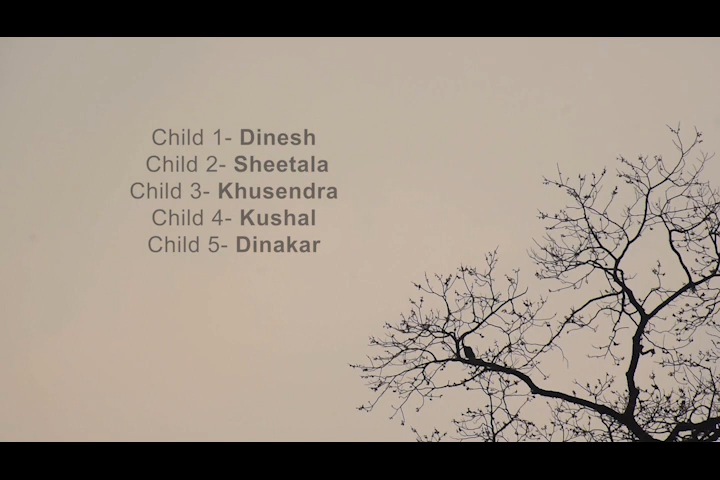 Child 1- Dinesh
Child 2- Sheetala
Child 3- Khusendra
Child 4- Kushal
Child 5- Dinakar